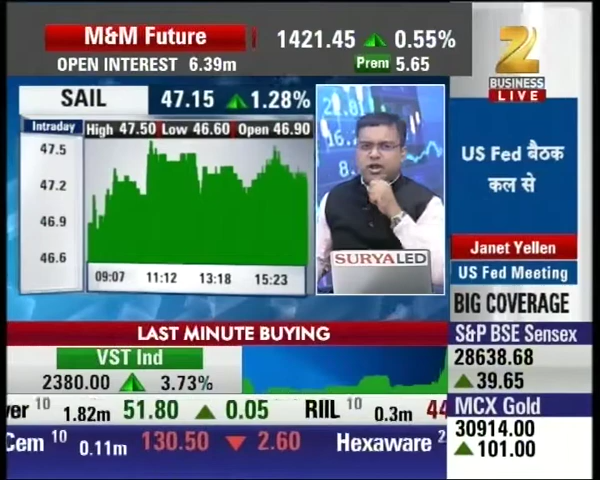 M&M Future 1421.45 0.55%
OPEN INTEREST 6.39m Prem 5.65
Z
BUSINESS
LIVE
SAIL 47.15 1.28%
Intraday High 47.50 Low 46.60 Open 46.90
47.5
47.2
46.9
46.6
09:07 11:12 13:18 15:23
SURYA LED
US Fed बैठक
कल से
Janet Yellen
US Fed Meeting
BIG COVERAGE
S&P BSE Sensex
28638.68
39.65
MCX Gold
30914.00
101.00
LAST MINUTE BUYING
VST Ind
2380.00 3.73%
ver 10 1.82m 51.80 0.05 RIIL 10 0.3m 44
Cem 10 0.11m 130.50 2.60 Hexaware 2